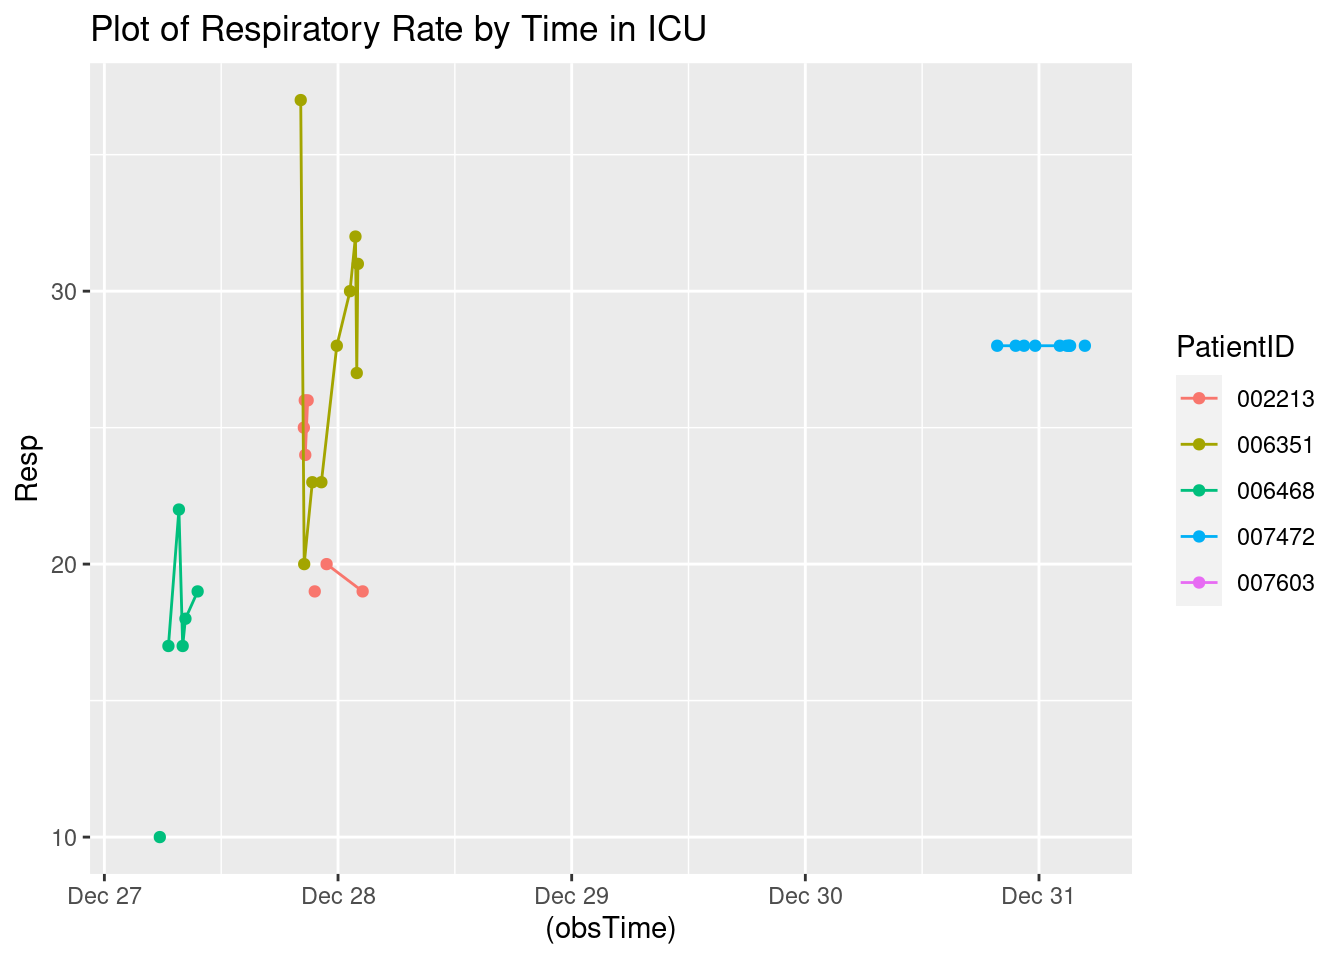 Plot of Respiratory Rate by Time in ICU
Resp
30
20
10
Dec 27
Dec 28
Dec 29
Dec 30
Dec 31
(obsTime)
PatientID
002213
006351
006468
007472
007603